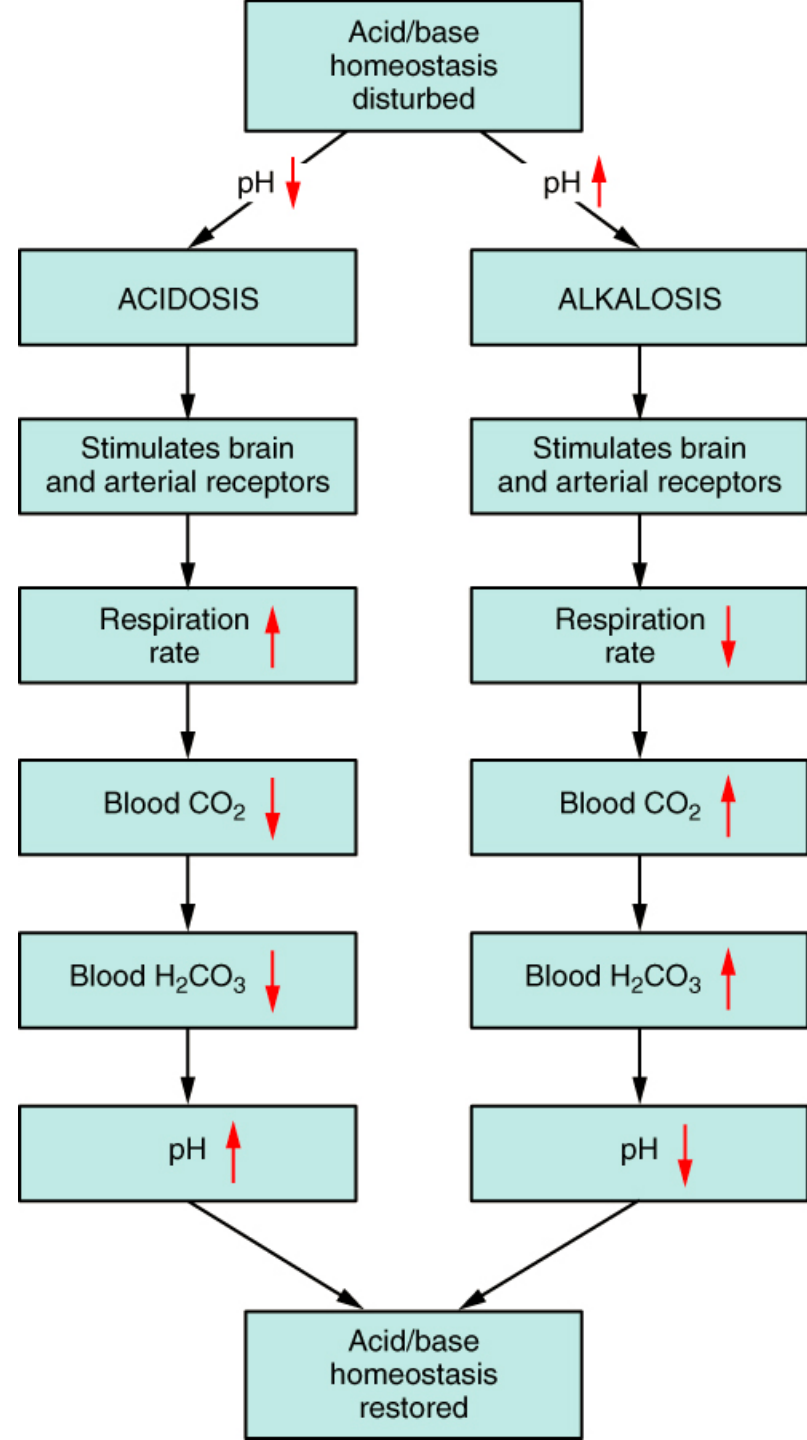 Acid/base
homeostasis
disturbed
pH
pH
ACIDOSIS
ALKALOSIS
Stimulates brain
and arterial receptors
Stimulates brain
and arterial receptors
Respiration
rate
Respiration
rate
Blood CO₂
Blood CO₂
Blood H₂CO₃
Blood H₂CO₃
pH
pH
Acid/base
homeostasis
restored